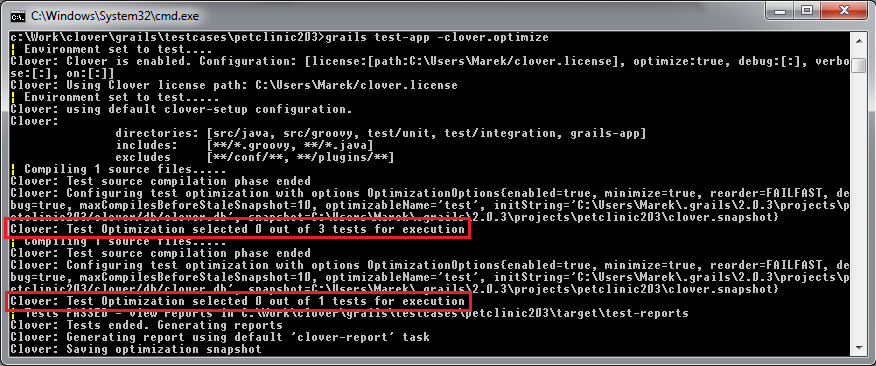 C:\Windows\System32\cmd.exe
c:\Work\clover\grails\testcases\petclinic203>grails test-app -clover.optimize
| Environment set to test....
Clover: Clover is enabled. Configuration: [license:[path:C:\Users\Marek/clover.license], optimize:true, debug:[:], verbo
se:[:], on:[:]]
Clover: Using Clover license path: C:\Users\Marek/clover.license
| Environment set to test.....
Clover: using default clover-setup configuration.
Clover:
directories: [src/java, src/groovy, test/unit, test/integration, grails-app]
includes: [**/*.groovy, **/*.java]
excludes [**/conf/**, **/plugins/**]
| Compiling 1 source files.....
Clover: Test source compilation phase ended
Clover: Configuring test optimization with options OptimizationOptions{enabled=true, minimize=true, reorder=FAILFAST, de
bug=true, maxCompilesBeforeStaleSnapshot=10, optimizableName='test', initString='C:\Users\Marek\.grails\2.0.3\projects\p
etclinic203/clover/db/clover.db', snapshot=C:\Users\Marek\.grails\2.0.3\projects\petclinic203\clover.snapshot}
Clover: Test Optimization selected 0 out of 3 tests for execution
| Compiling 1 source files.....
Clover: Test source compilation phase ended
Clover: Configuring test optimization with options OptimizationOptions{enabled=true, minimize=true, reorder=FAILFAST, de
bug=true, maxCompilesBeforeStaleSnapshot=10, optimizableName='test', initString='C:\Users\Marek\.grails\2.0.3\projects\p
etclinic203/clover/db/clover.db', snapshot=C:\Users\Marek\.grails\2.0.3\projects\petclinic203\clover.snapshot}
Clover: Test Optimization selected 0 out of 1 tests for execution
| Tests PASSED - view reports in C:\Work\clover\grails\testcases\petclinic203\target\test-reports
Clover: Tests ended. Generating reports
Clover: Generating report using default 'clover-report' task
Clover: Saving optimization snapshot